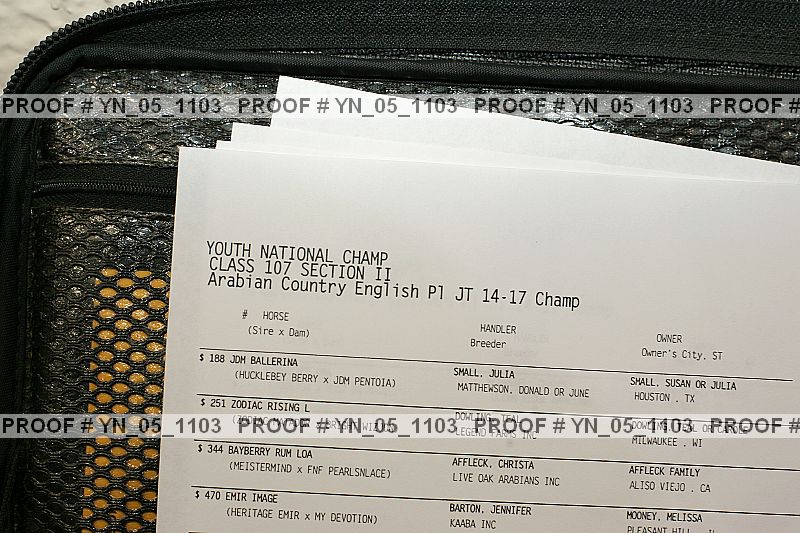 PROOF # YN_05_1103 PROOF # YN_05_1103 PROOF # YN_05_1103 PROOF #
YOUTH NATIONAL CHAMP
CLASS 107 SECTION II
Arabian Country English Pl JT 14-17 Champ
# HORSE HANDLER OWNER
(Sire x Dam) Breeder Owner's City, ST
$ 188 JDM BALLERINA SMALL, JULIA SMALL, SUSAN OR JULIA
(HUCKLEBEY BERRY x JDM PENTOIA) MATTHEWSON, DONALD OR JUNE HOUSTON , TX
$ 251 ZODIAC RISING L DOWLING, TEAL
PROOF # YN_05_1103 PROOF # YN_05_1103 PROOF # YN_05_1103 PROOF #
LEGEND FARMS INC MILWAUKEE , WI
$ 344 BAYBERRY RUM LOA AFFLECK, CHRISTA AFFLECK FAMILY
(MEISTERMIND x FNF PEARLSNLACE) LIVE OAK ARABIANS INC ALISO VIEJO , CA
$ 470 EMIR IMAGE BARTON, JENNIFER MOONEY, MELISSA
(HERITAGE EMIR x MY DEVOTION) KAABA INC PLEASANT HILL